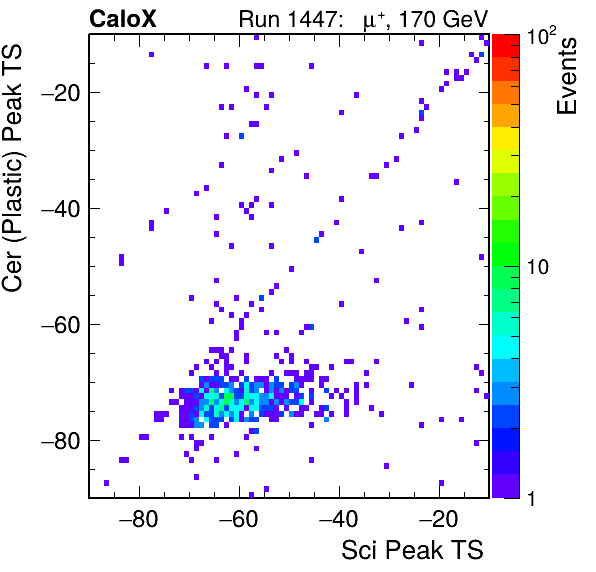 CaloX Run 1447: μ⁺, 170 GeV
Cer (Plastic) Peak TS
−20
−40
−60
−80
−80 −60 −40 −20
Sci Peak TS
10²
10
1
Events